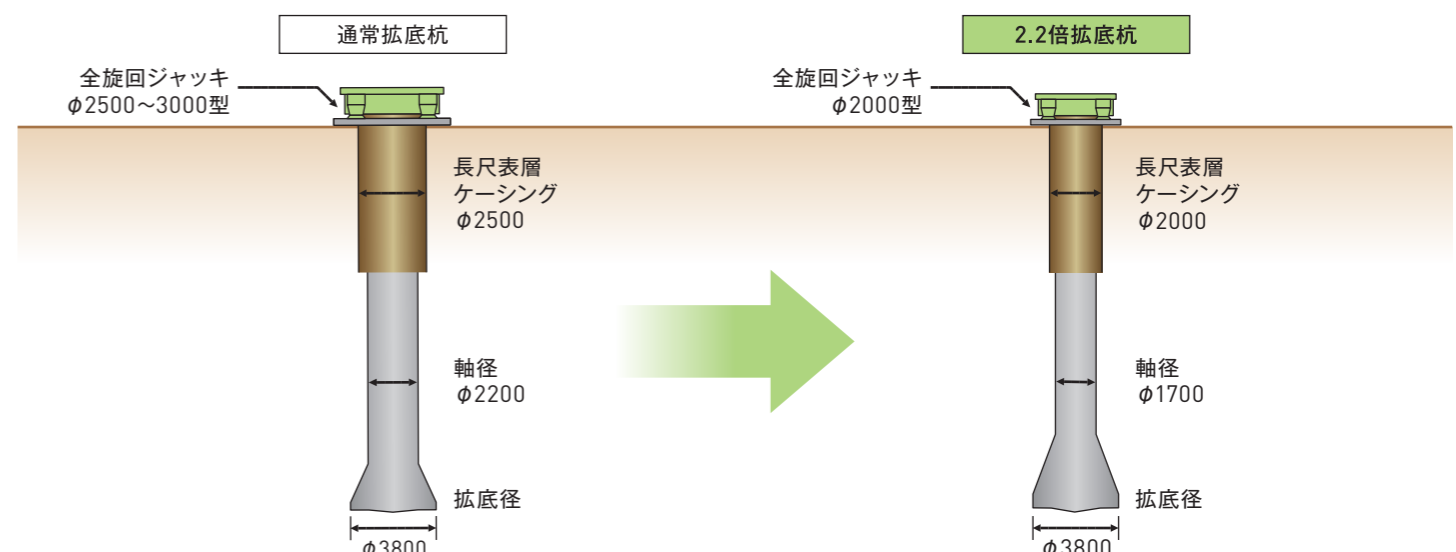 通常拡底杭
全旋回ジャッキ
φ2500〜3000型
長尺表層
ケーシング
φ2500
軸径
φ2200
拡底径
φ3800
2.2倍拡底杭
全旋回ジャッキ
φ2000型
長尺表層
ケーシング
φ2000
軸径
φ1700
拡底径
φ3800